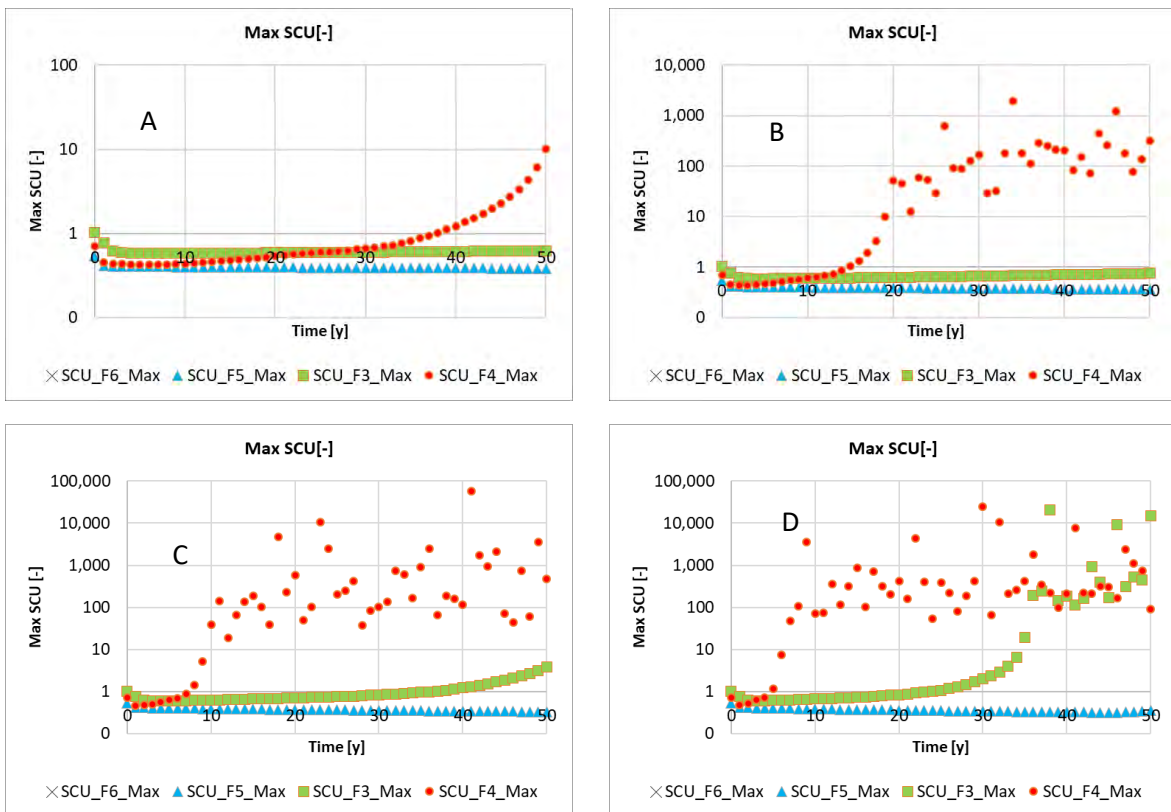 Max SCU[-]
100
10
1
0
Max SCU [-]
A
0 10 20 30 40 50
Time [y]
SCU_F6_Max SCU_F5_Max SCU_F3_Max SCU_F4_Max
Max SCU[-]
10,000
1,000
100
10
1
0
Max SCU [-]
B
0 10 20 30 40 50
Time [y]
SCU_F6_Max SCU_F5_Max SCU_F3_Max SCU_F4_Max
Max SCU[-]
100,000
10,000
1,000
100
10
1
0
Max SCU [-]
C
0 10 20 30 40 50
Time [y]
SCU_F6_Max SCU_F5_Max SCU_F3_Max SCU_F4_Max
Max SCU[-]
100,000
10,000
1,000
100
10
1
0
Max SCU [-]
D
0 10 20 30 40 50
Time [y]
SCU_F6_Max SCU_F5_Max SCU_F3_Max SCU_F4_Max